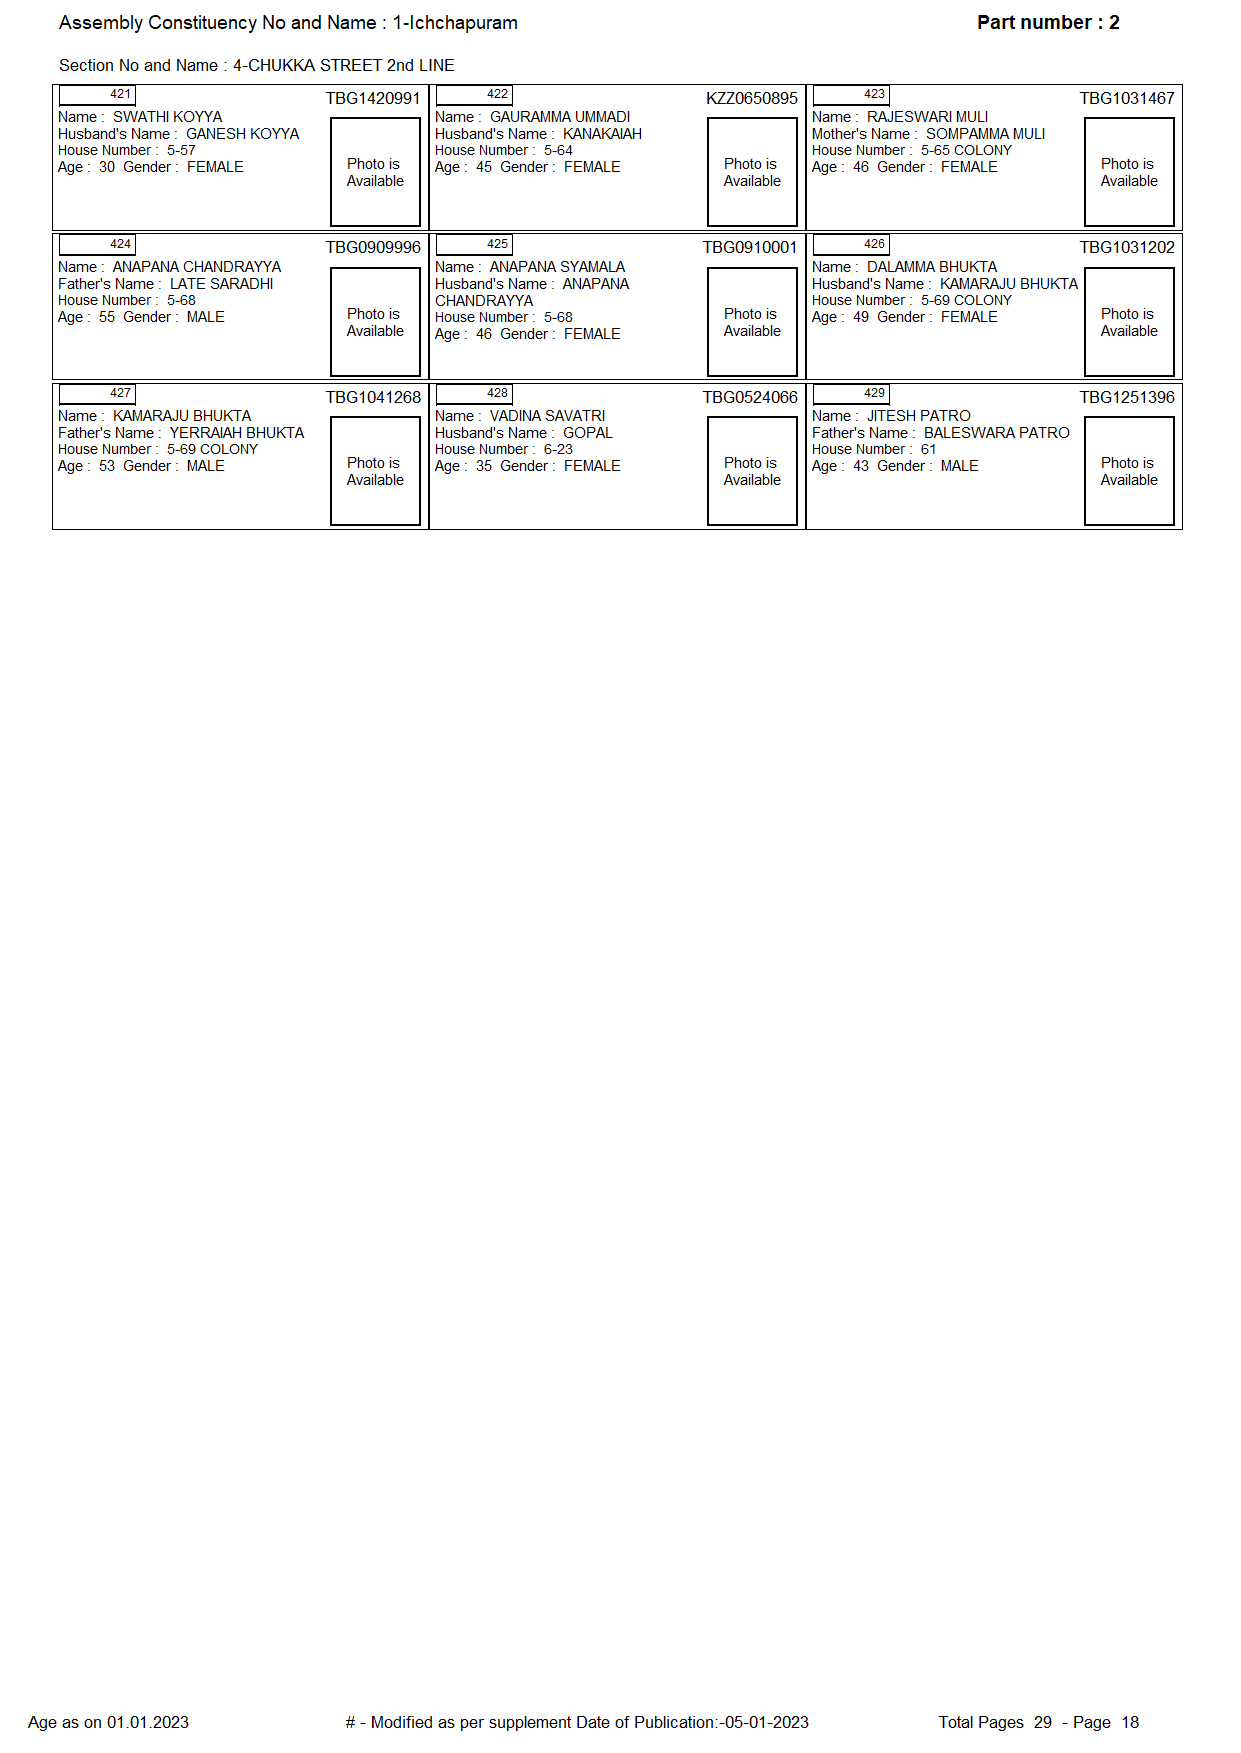 Assembly Constituency No and Name : 1-Ichchapuram
Part number : 2
Section No and Name : 4-CHUKKA STREET 2nd LINE
421
TBG1420991
Name : SWATHI KOYYA
Husband's Name : GANESH KOYYA
House Number : 5-57
Age : 30 Gender : FEMALE
Photo is
Available
422
KZZ0650895
Name : GAURAMMA UMMADI
Husband's Name : KANAKAIAH
House Number : 5-64
Age : 45 Gender : FEMALE
Photo is
Available
423
TBG1031467
Name : RAJESWARI MULI
Mother's Name : SOMPAMMA MULI
House Number : 5-65 COLONY
Age : 46 Gender : FEMALE
Photo is
Available
424
TBG0909996
Name : ANAPANA CHANDRAYYA
Father's Name : LATE SARADHI
House Number : 5-68
Age : 55 Gender : MALE
Photo is
Available
425
TBG0910001
Name : ANAPANA SYAMALA
Husband's Name : ANAPANA
CHANDRAYYA
House Number : 5-68
Age : 46 Gender : FEMALE
Photo is
Available
426
TBG1031202
Name : DALAMMA BHUKTA
Husband's Name : KAMARAJU BHUKTA
House Number : 5-69 COLONY
Age : 49 Gender : FEMALE
Photo is
Available
427
TBG1041268
Name : KAMARAJU BHUKTA
Father's Name : YERRAIAH BHUKTA
House Number : 5-69 COLONY
Age : 53 Gender : MALE
Photo is
Available
428
TBG0524066
Name : VADINA SAVATRI
Husband's Name : GOPAL
House Number : 6-23
Age : 35 Gender : FEMALE
Photo is
Available
429
TBG1251396
Name : JITESH PATRO
Father's Name : BALESWARA PATRO
House Number : 61
Age : 43 Gender : MALE
Photo is
Available
Age as on 01.01.2023
# - Modified as per supplement Date of Publication:-05-01-2023
Total Pages 29 - Page 18